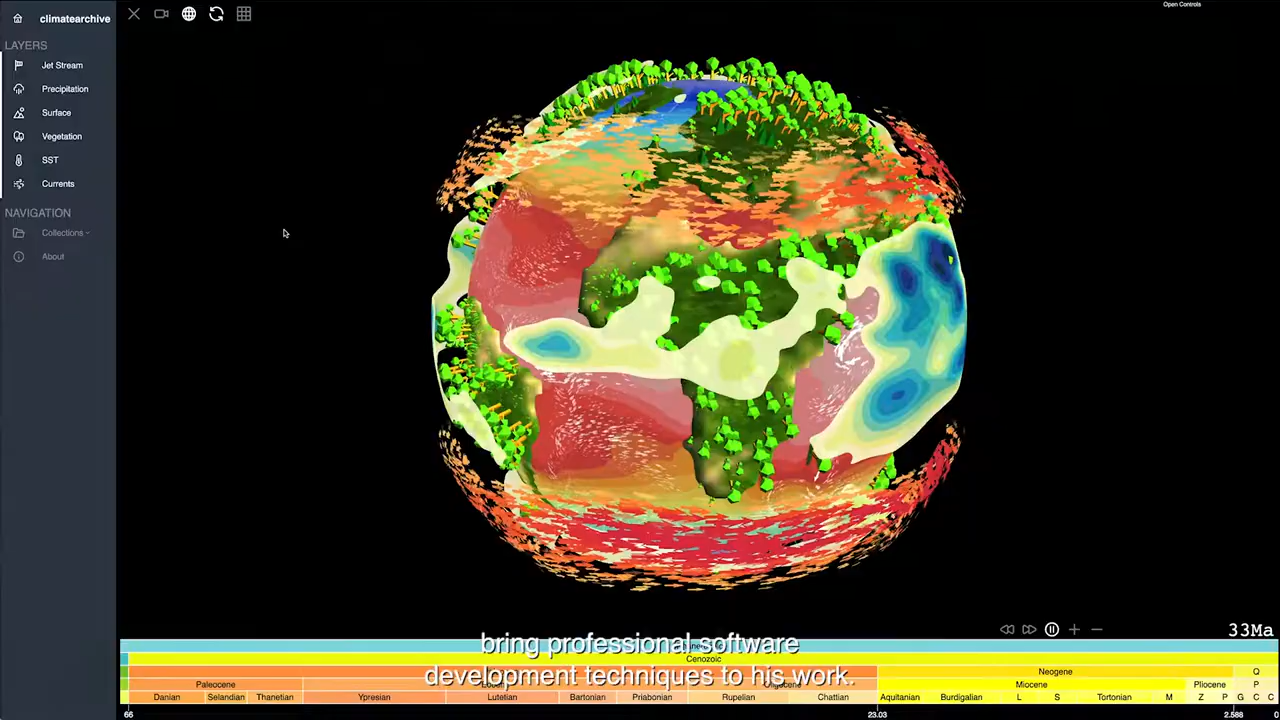 Open Controls
climatearchive
LAYERS
Jet Stream
Precipitation
Surface
Vegetation
SST
Currents
NAVIGATION
Collections
About
33Ma
bring professional software
development techniques to his work.
Cenozoic
Neogene
Q
Paleocene
Miocene
Pliocene
P
Danian
Selandian
Thanetian
Ypresian
Lutetian
Bartonian
Priabonian
Rupelian
Chattian
Aquitanian
Burdigalian
L
S
Tortonian
M
Z
P
G
C
C
66
23.03
2.588
0